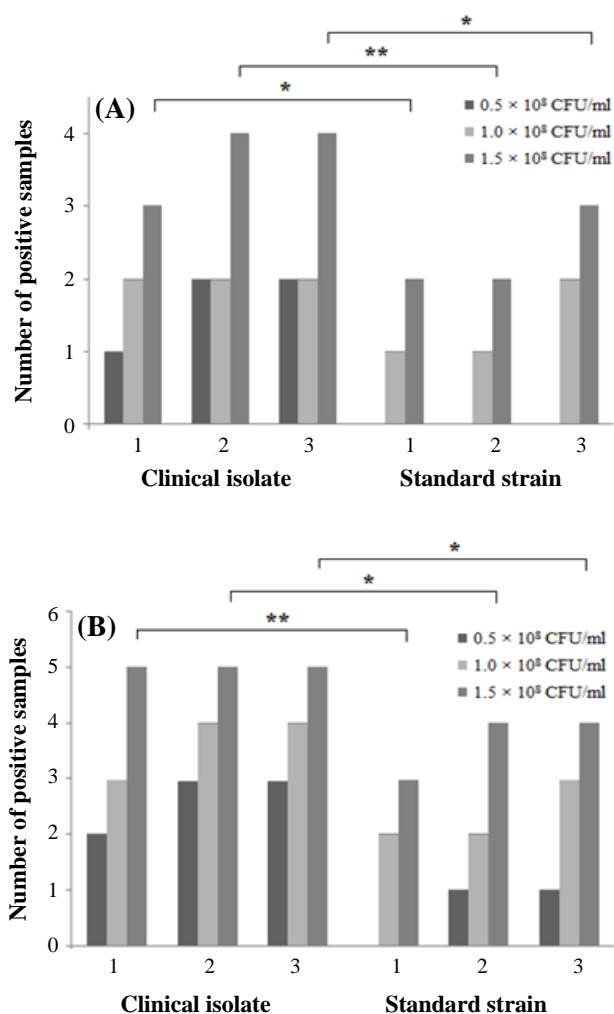 *
**
*
(A)
0.5 × 10⁸ CFU/ml
1.0 × 10⁸ CFU/ml
1.5 × 10⁸ CFU/ml
Number of positive samples
4
3
2
1
0
1 2 3 1 2 3
Clinical isolate Standard strain
*
*
**
(B)
0.5 × 10⁸ CFU/ml
1.0 × 10⁸ CFU/ml
1.5 × 10⁸ CFU/ml
Number of positive samples
6
5
4
3
2
1
0
1 2 3 1 2 3
Clinical isolate Standard strain